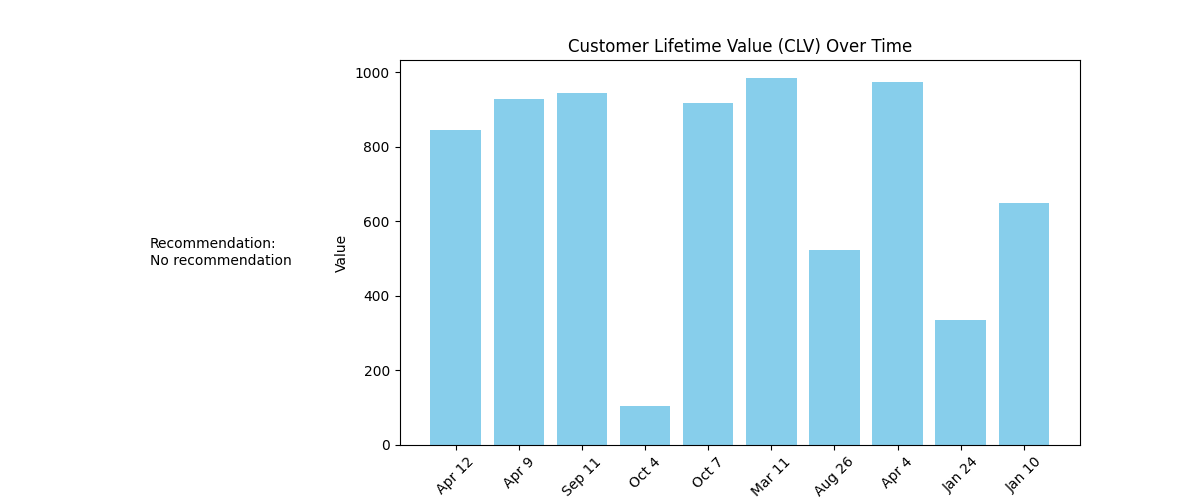 Customer Lifetime Value (CLV) Over Time
1000
800
600
400
200
0
Value
Recommendation:
No recommendation
Apr 12
Apr 9
Sep 11
Oct 4
Oct 7
Mar 11
Aug 26
Apr 4
Jan 24
Jan 10